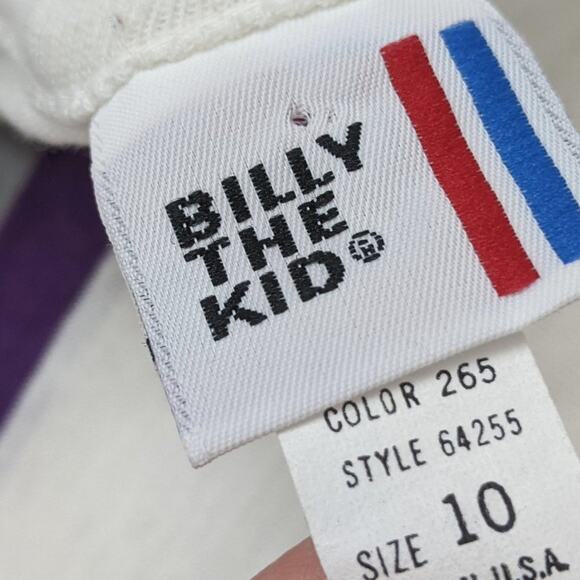 BILLY
THE
KID®
COLOR 265
STYLE 64255
SIZE 10
U.S.A.